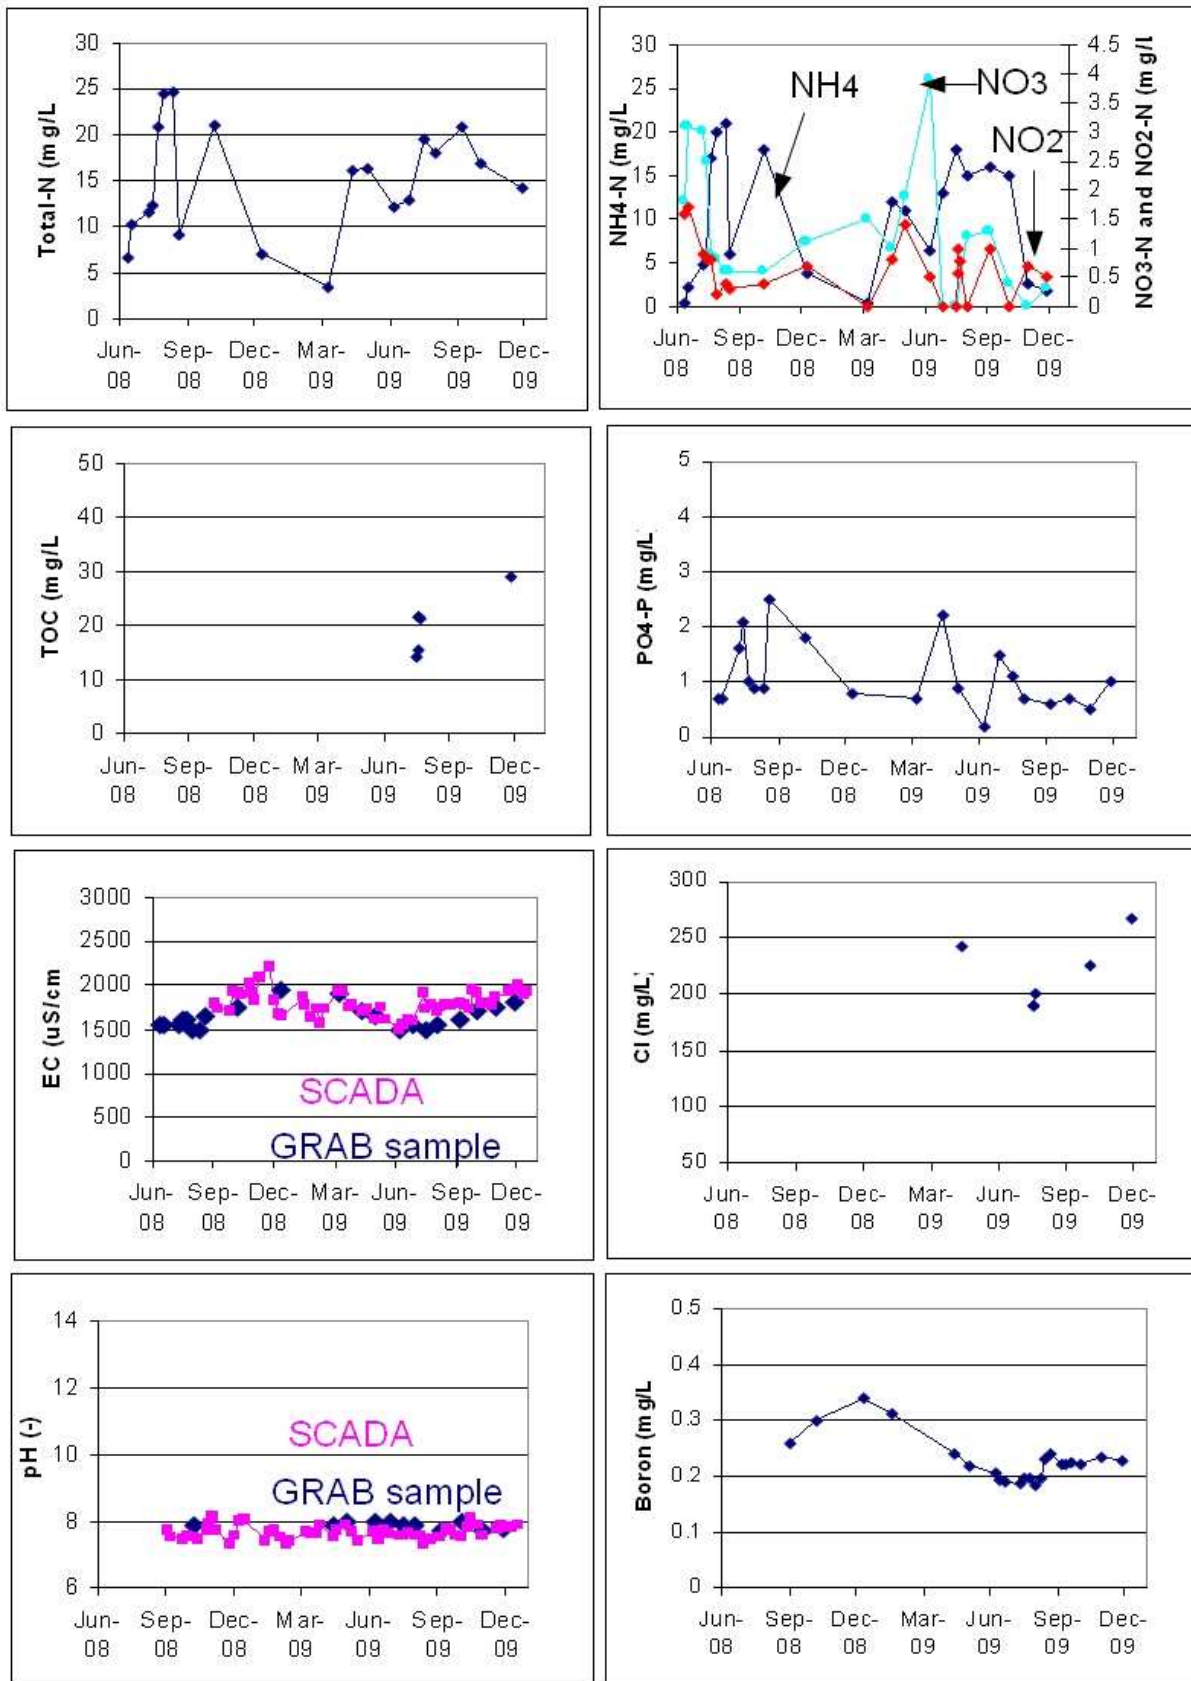 Total-N (mg/L)
30
25
20
15
10
5
0
Jun-
08
Sep-
08
Dec-
08
Mar-
09
Jun-
09
Sep-
09
Dec-
09
NH4-N (mg/L
30
25
20
15
10
5
0
NH4
NO3
NO2
4.5
4
3.5
3
2.5
2
1.5
1
0.5
0
NO3-N and NO2-N (mg/L
Jun-
08
Sep-
08
Dec-
08
Mar-
09
Jun-
09
Sep-
09
Dec-
09
TOC (mg/L
50
40
30
20
10
0
Jun-
08
Sep-
08
Dec-
08
Mar-
09
Jun-
09
Sep-
09
Dec-
09
PO4-P (mg/L
5
4
3
2
1
0
Jun-
08
Sep-
08
Dec-
08
Mar-
09
Jun-
09
Sep-
09
Dec-
09
EC (uS/cm
3000
2500
2000
1500
1000
500
0
SCADA
GRAB sample
Jun-
08
Sep-
08
Dec-
08
Mar-
09
Jun-
09
Sep-
09
Dec-
09
Cl (mg/L)
300
250
200
150
100
50
Jun-
08
Sep-
08
Dec-
08
Mar-
09
Jun-
09
Sep-
09
Dec-
09
pH (-)
14
12
10
8
6
SCADA
GRAB sample
Jun-
08
Sep-
08
Dec-
08
Mar-
09
Jun-
09
Sep-
09
Dec-
09
Boron (mg/L
0.5
0.4
0.3
0.2
0.1
0
Jun-
08
Sep-
08
Dec-
08
Mar-
09
Jun-
09
Sep-
09
Dec-
09